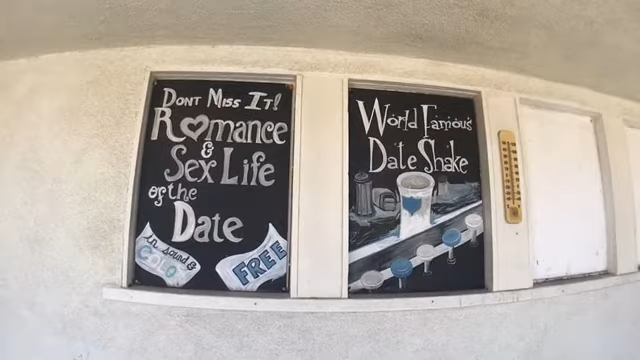 Dont Miss It!
Romance
&
Sex Life
of the
Date
in sound &
COLOR
FREE
World Famous
Date Shake